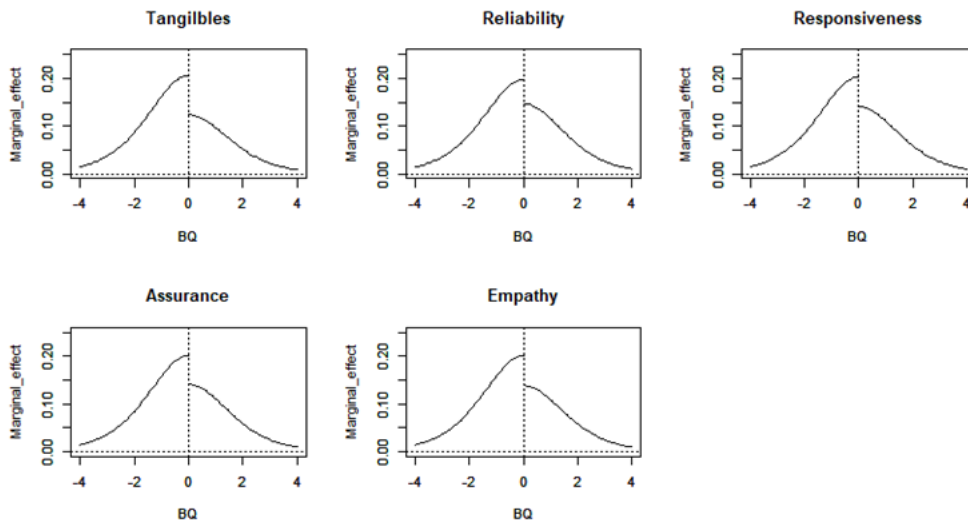 Tangilbles
Marginal_effect
0.00 0.10 0.20
-4 -2 0 2 4
BQ
Reliability
Marginal_effect
0.00 0.10 0.20
-4 -2 0 2 4
BQ
Responsiveness
Marginal_effect
0.00 0.10 0.20
-4 -2 0 2 4
BQ
Assurance
Marginal_effect
0.00 0.10 0.20
-4 -2 0 2 4
BQ
Empathy
Marginal_effect
0.00 0.10 0.20
-4 -2 0 2 4
BQ